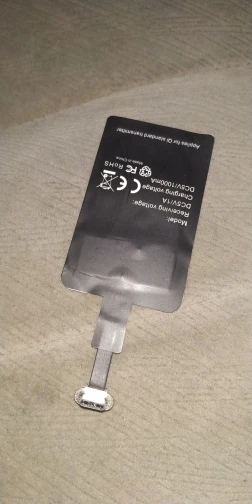 Model:
Receiving voltage:
DC5V/1A
Charging voltage
DC5V/1000mA
CE FC RoHS
Made in China
Applies Qi standard transmitter